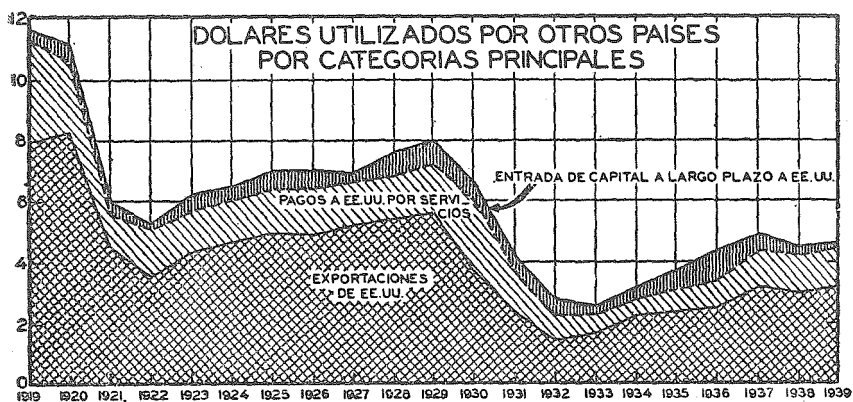 DOLARES UTILIZADOS POR OTROS PAISES
POR CATEGORIAS PRINCIPALES
12
10
8
6
4
2
0
ENTRADA DE CAPITAL A LARGO PLAZO A EE.UU.
PAGOS A EE.UU. POR SERVI-
CIOS
EXPORTACIONES
DE EE.UU.
1919 1920 1921 1922 1923 1924 1925 1926 1927 1928 1929 1930 1931 1932 1933 1934 1935 1936 1937 1938 1939